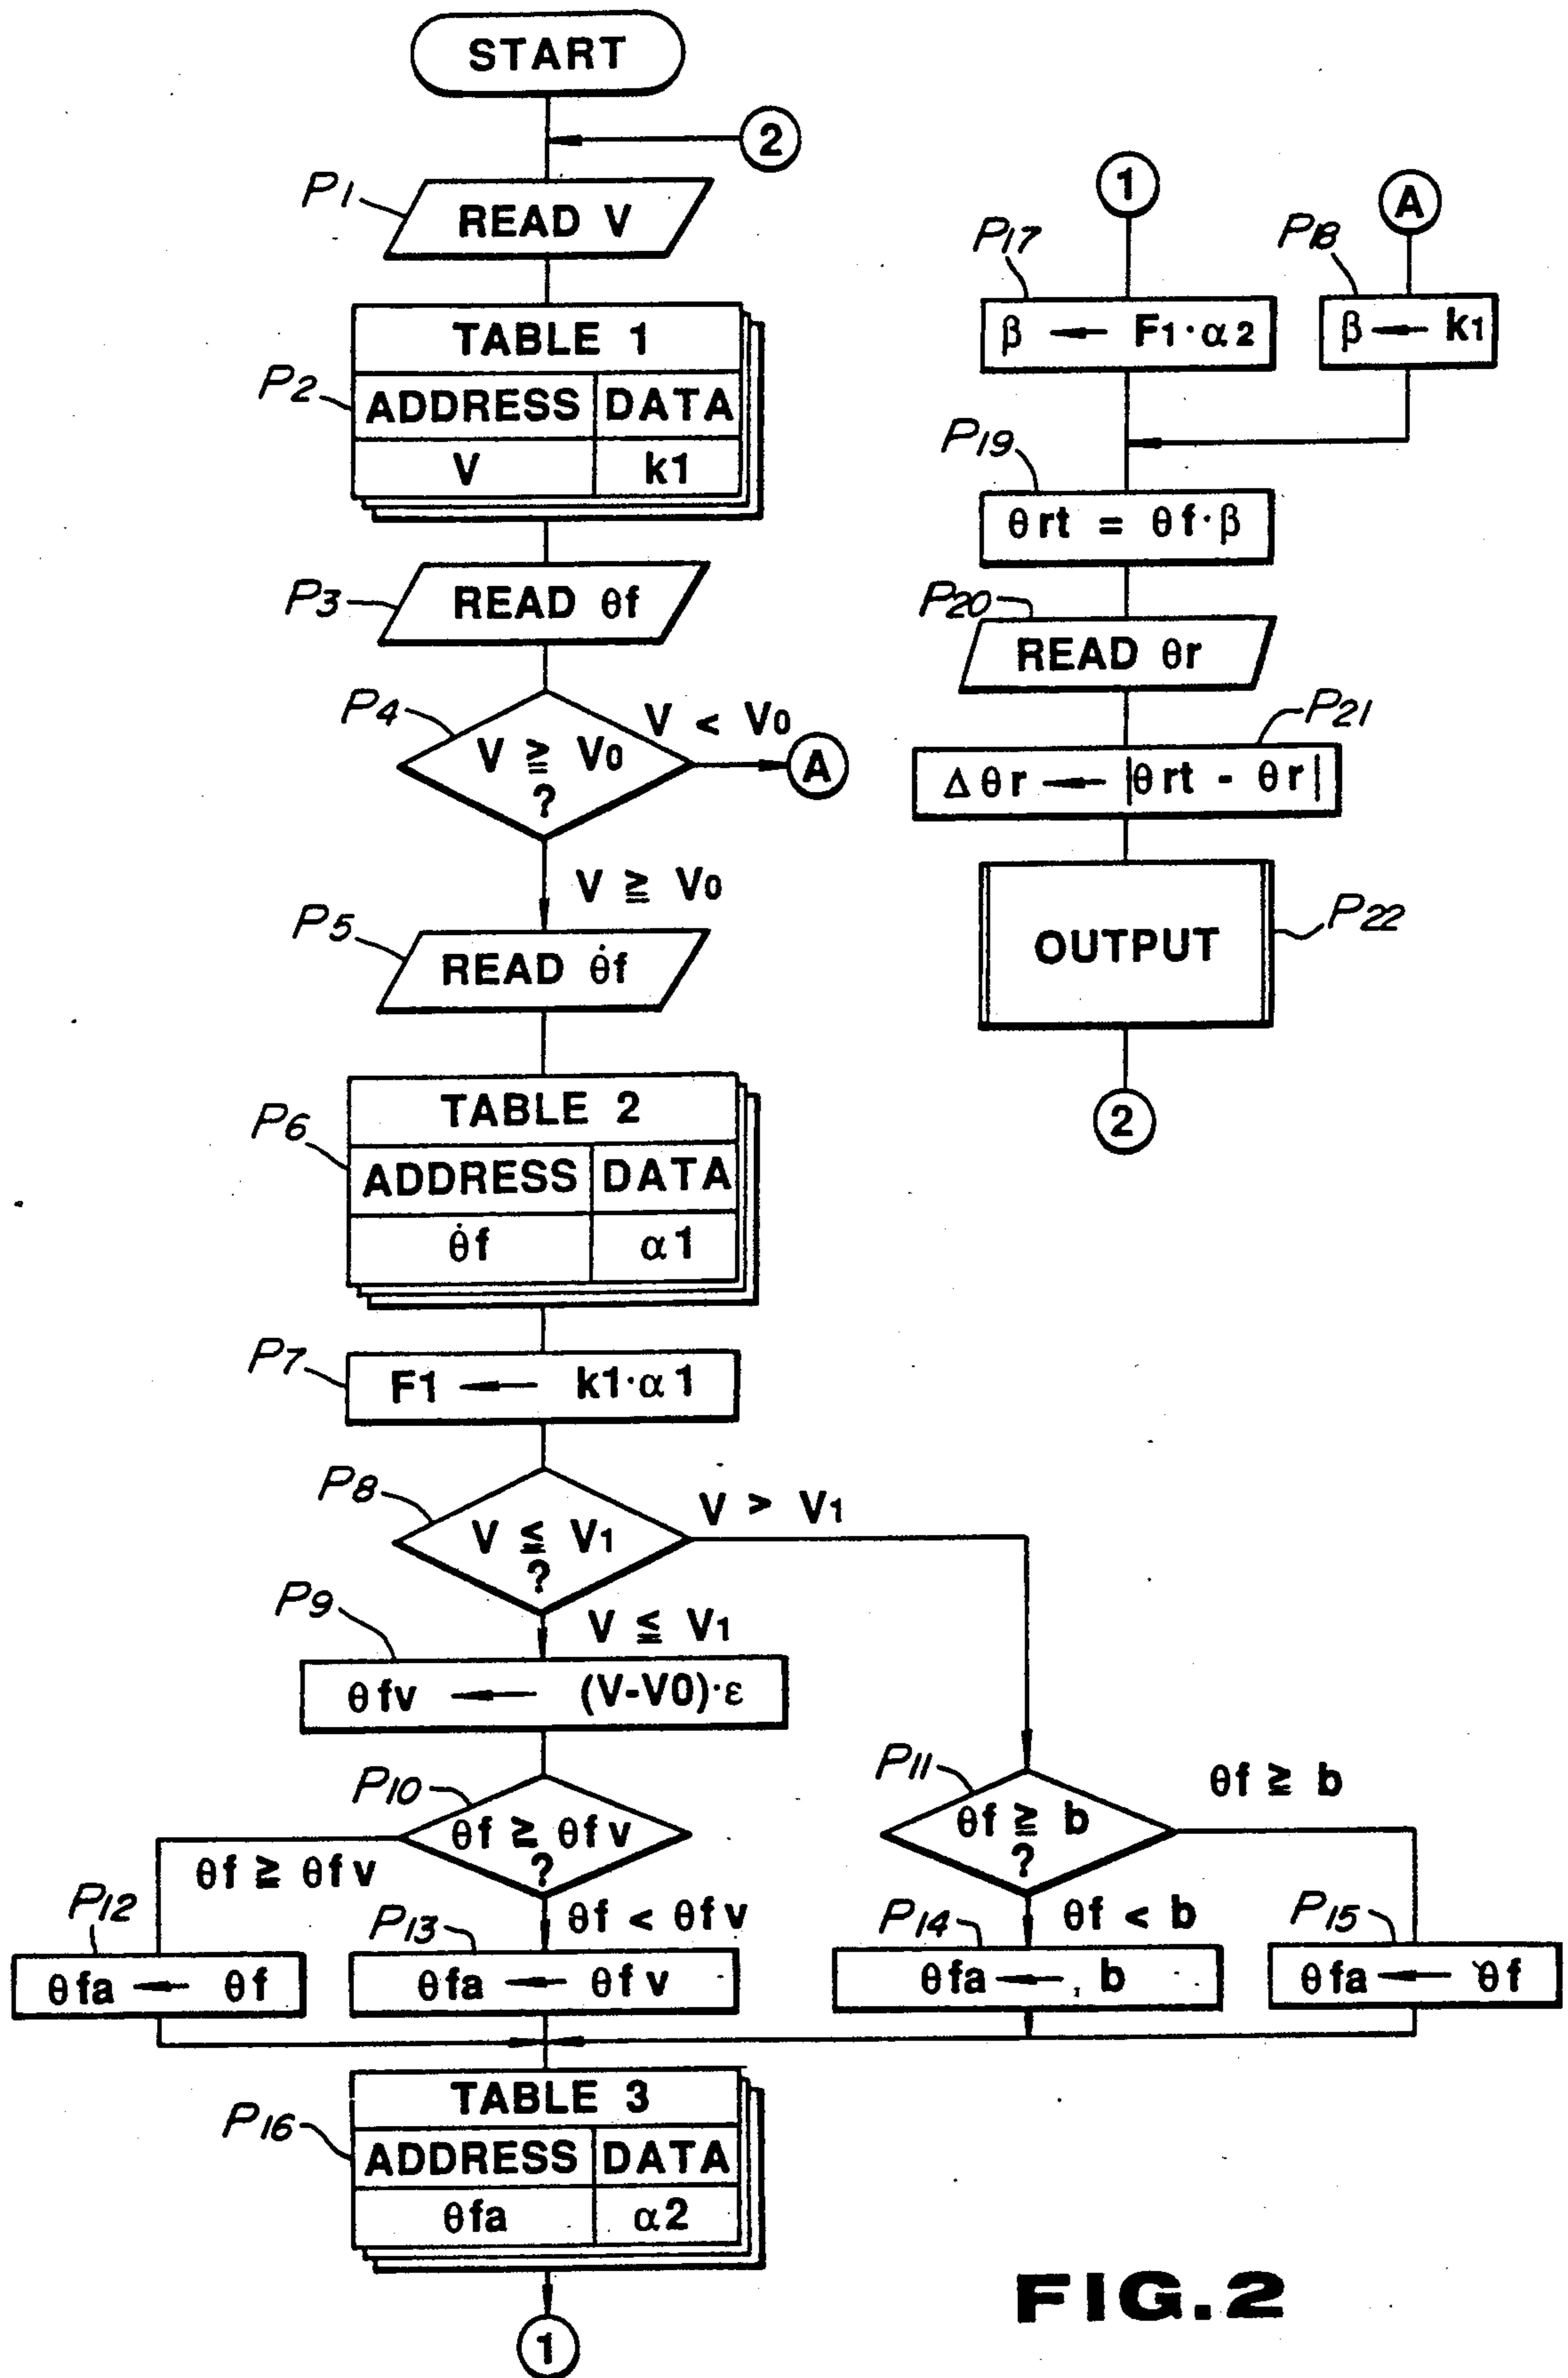 START
2
P1
READ V
TABLE 1
P2
ADDRESS DATA
V k1
P3
READ θf
P4
V ≧ V0
?
V < V0
A
V ≧ V0
P5
READ θ̇f
TABLE 2
P6
ADDRESS DATA
θ̇f α1
P7
F1 ← k1·α1
P8
V ≦ V1
?
V > V1
V ≦ V1
P9
θfv ← (V-V0)·ε
P10
θf ≧ θfv
?
θf ≧ θfv
θf < θfv
P11
θf ≧ b
?
θf ≧ b
θf < b
P12
θfa ← θf
P13
θfa ← θfv
P14
θfa ← b
P15
θfa ← θf
TABLE 3
P16
ADDRESS DATA
θfa α2
1
1
P17
β ← F1·α2
A
P18
β ← k1
P19
θrt = θf·β
P20
READ θr
P21
Δθr ← |θrt - θr|
OUTPUT
P22
2
FIG.2